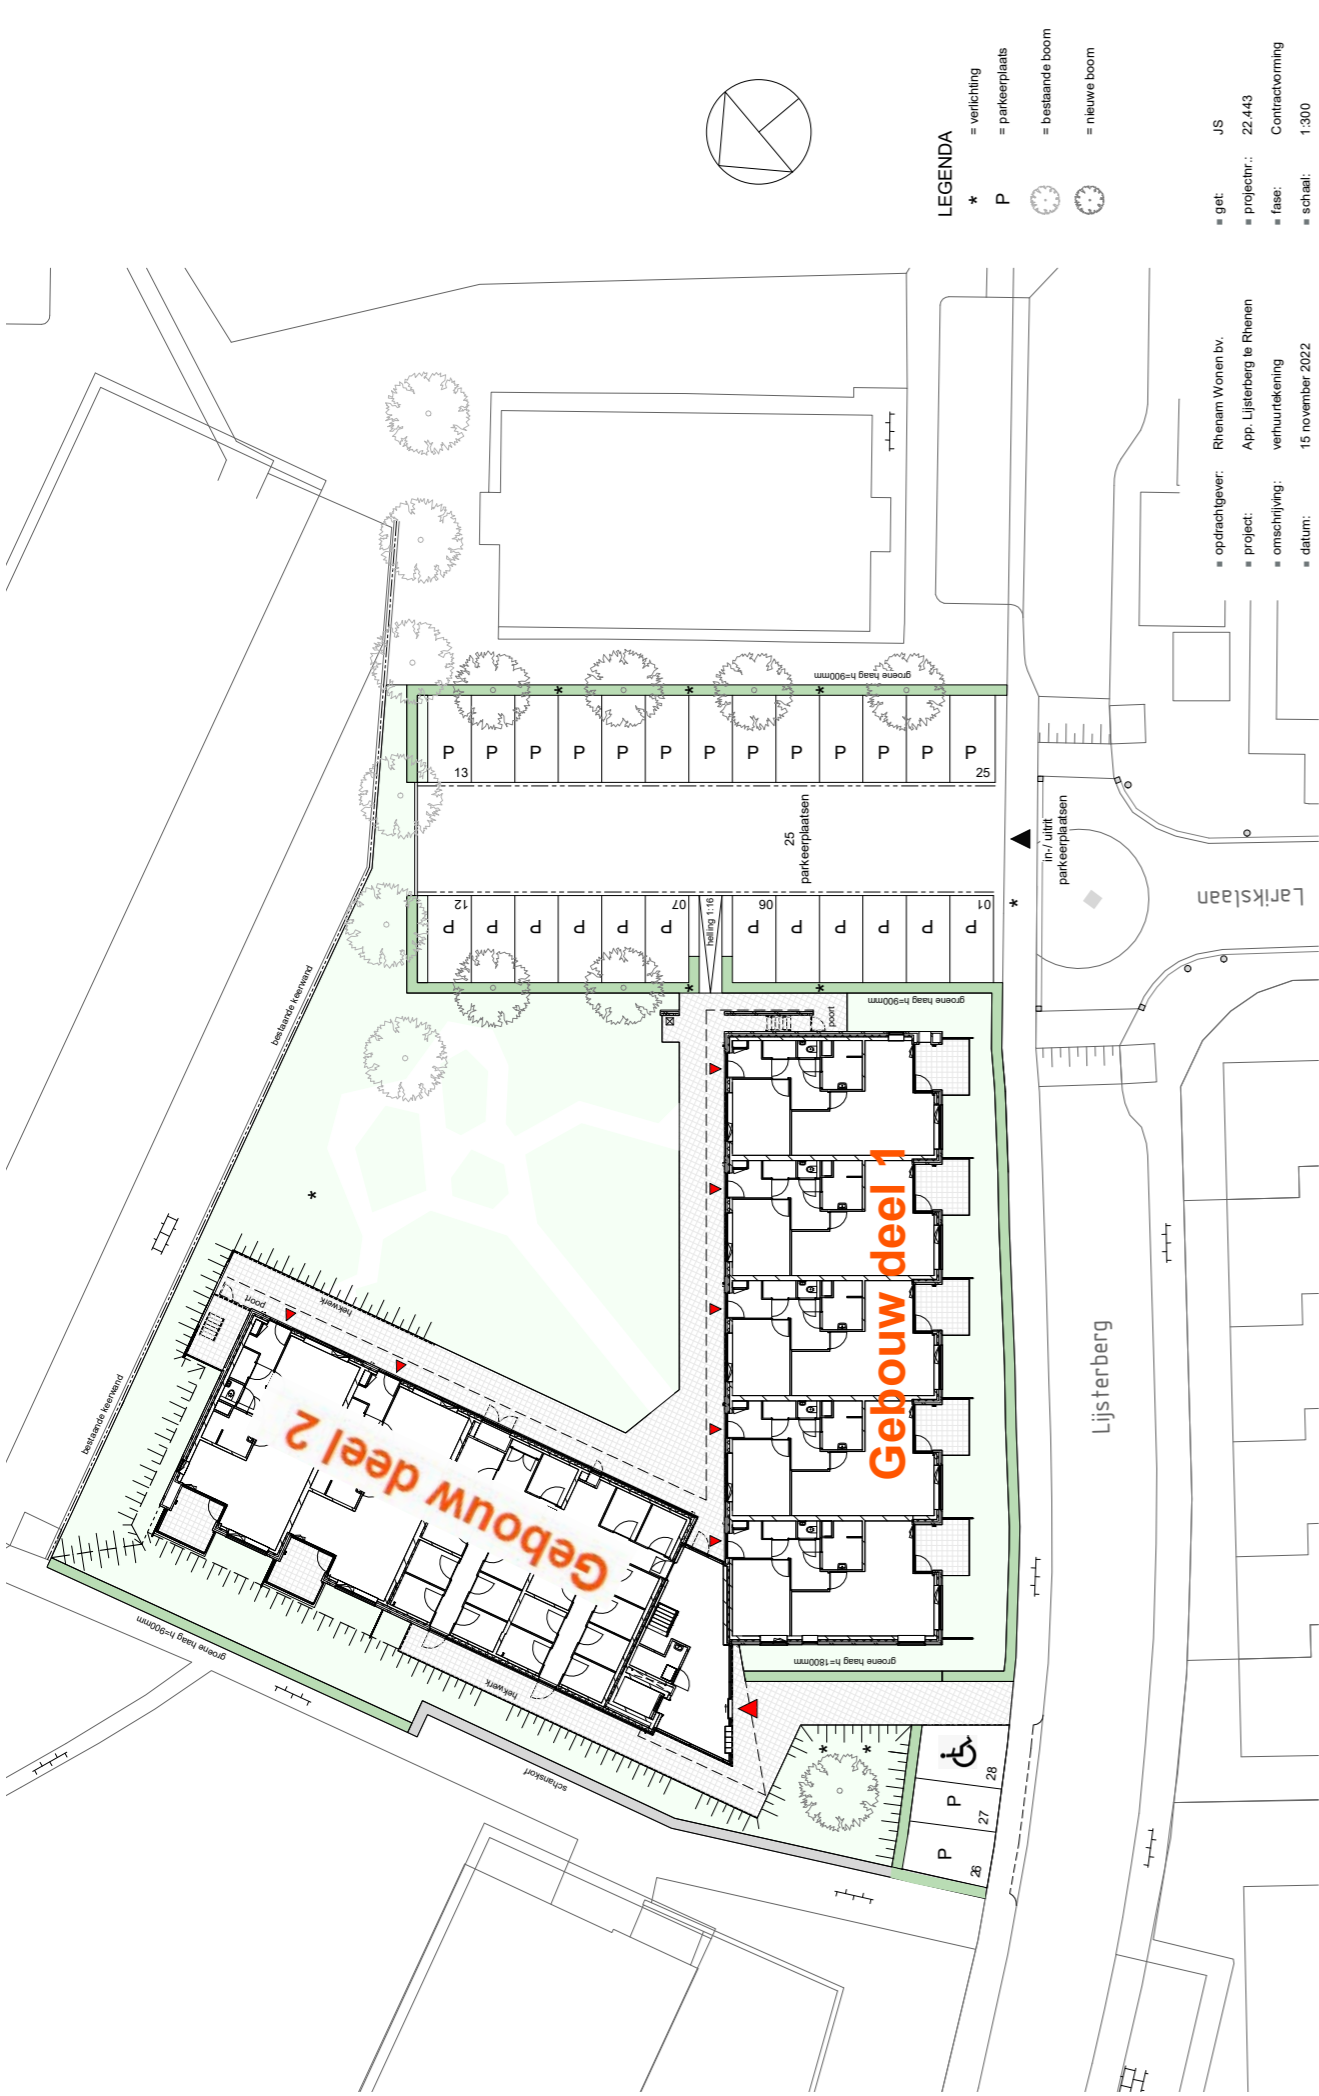 LEGENDA
* = verlichting
P = parkeerplaats
= bestaande boom
= nieuwe boom
get: JS
projectnr.: 22.443
fase: Contractvorming
schaal: 1:300
opdrachtgever: Rhenam Wonen bv.
project: App. Lijsterberg te Rhenen
omschrijving: verhuurtekening
datum: 15 november 2022
groene haag h=900mm
P P P P P P P P P P P P P
13
25
25
parkeerplaatsen
in-/ uitrit
parkeerplaatsen
Larikslaan
12
07
helling 1:16
06
01
P P P P P P P P P P P P
groene haag h=900mm
poort
bestaande keerwand
bestaande keerwand
poort
hekwerk
Gebouw deel 1
Gebouw deel 2
Lijsterberg
groene haag h=1800mm
groene haag h=900mm
hekwerk
schanskorf
28
P
27
P
26